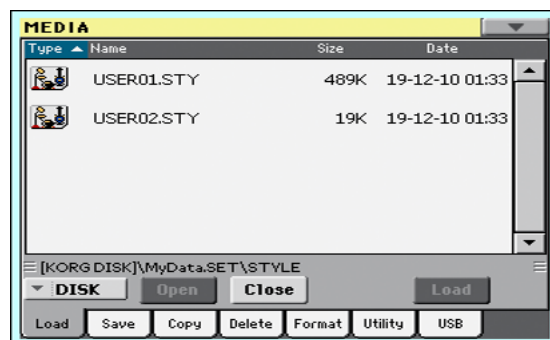 MEDIA
Type Name Size Date
USER01.STY 489K 19-12-10 01:33
USER02.STY 19K 19-12-10 01:33
[KORG DISK]\MyData.SET\STYLE
DISK Open Close Load
Load Save Copy Delete Format Utility USB